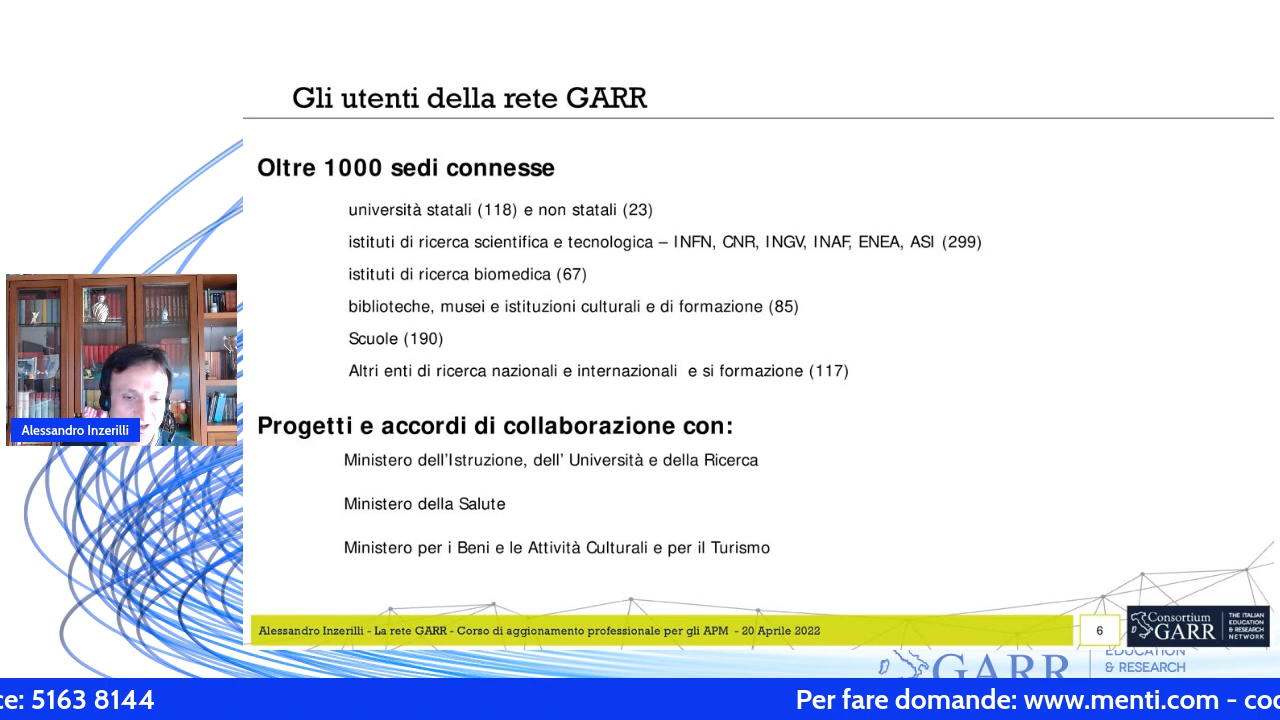 Gli utenti della rete GARR
Oltre 1000 sedi connesse
università statali (118) e non statali (23)
istituti di ricerca scientifica e tecnologica – INFN, CNR, INGV, INAF, ENEA, ASI (299)
istituti di ricerca biomedica (67)
biblioteche, musei e istituzioni culturali e di formazione (85)
Scuole (190)
Altri enti di ricerca nazionali e internazionali e si formazione (117)
Alessandro Inzerilli
Progetti e accordi di collaborazione con:
Ministero dell'Istruzione, dell' Università e della Ricerca
Ministero della Salute
Ministero per i Beni e le Attività Culturali e per il Turismo
Alessandro Inzerilli - La rete GARR - Corso di aggionamento professionale per gli APM - 20 Aprile 2022
6
Consortium
GARR
THE ITALIAN
EDUCATION
& RESEARCH
NETWORK
GARR
EDUCATION
& RESEARCH
ce: 5163 8144
Per fare domande: www.menti.com - cod